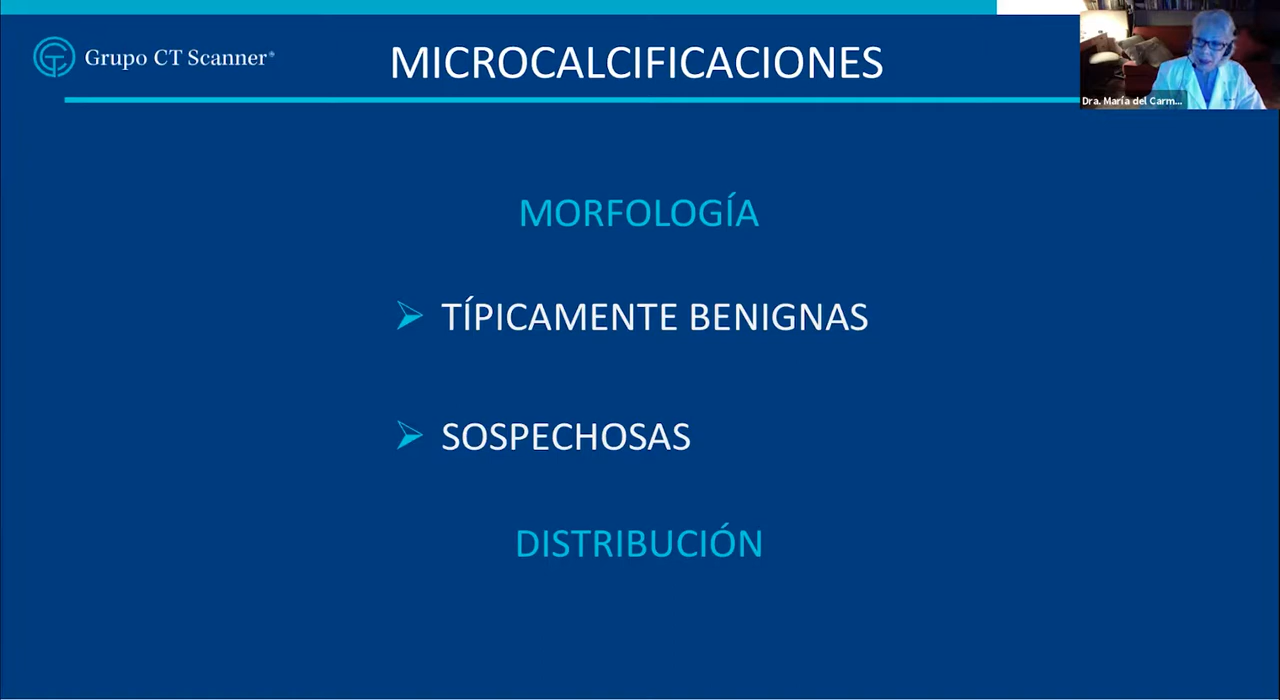 Grupo CT Scanner®
MICROCALCIFICACIONES
Dra. María del Carm...
MORFOLOGÍA
TÍPICAMENTE BENIGNAS
SOSPECHOSAS
DISTRIBUCIÓN